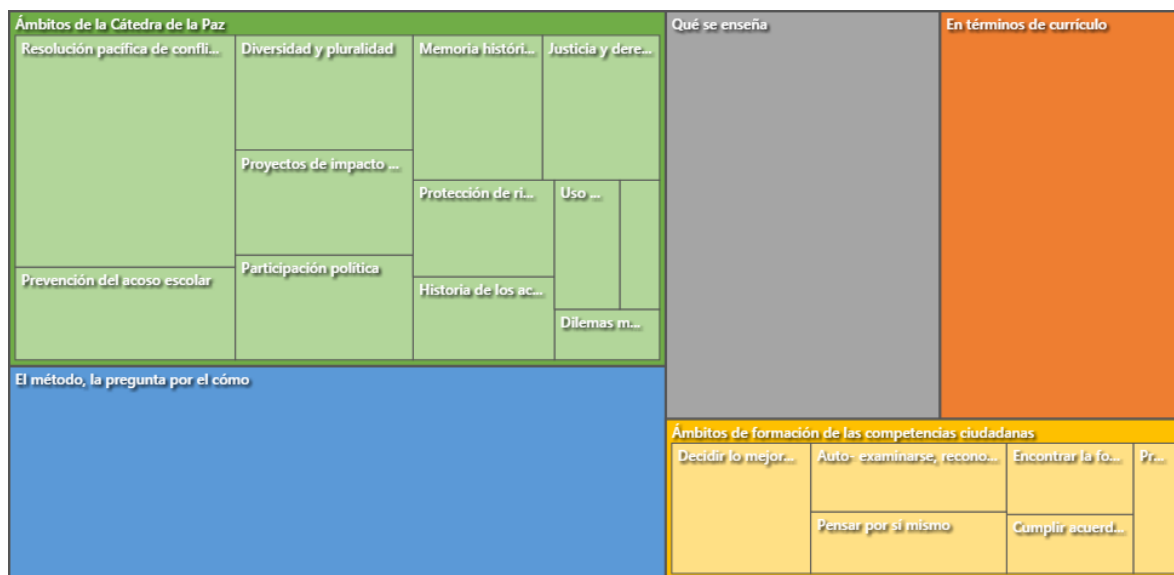 Ámbitos de la Cátedra de la Paz
Resolución pacífica de confli...
Diversidad y pluralidad
Memoria históri...
Justicia y dere...
Proyectos de impacto ...
Protección de ri...
Uso ...
Prevención del acoso escolar
Participación política
Historia de los ac...
Dilemas m...
El método, la pregunta por el cómo
Qué se enseña
En términos de currículo
Ámbitos de formación de las competencias ciudadanas
Decidir lo mejor...
Auto- examinarse, recono...
Encontrar la fo...
Pr...
Pensar por sí mismo
Cumplir acuerd...